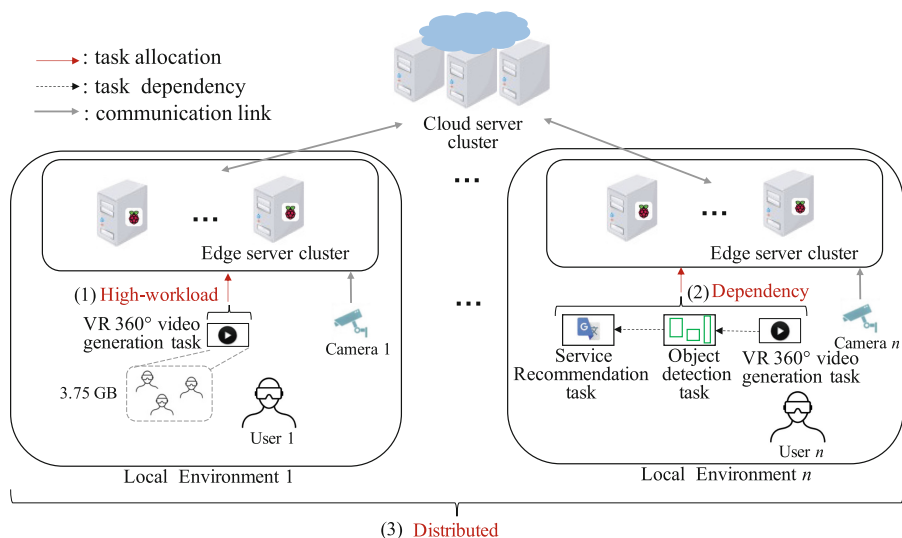 : task allocation
: task dependency
: communication link
Cloud server
cluster
...
...
Edge server cluster
(1) High-workload
VR 360° video
generation task
3.75 GB
Camera 1
User 1
Local Environment 1
...
...
Edge server cluster
(2) Dependency
Service
Recommendation
task
Object
detection
task
VR 360° video
generation task
Camera n
User n
Local Environment n
(3) Distributed